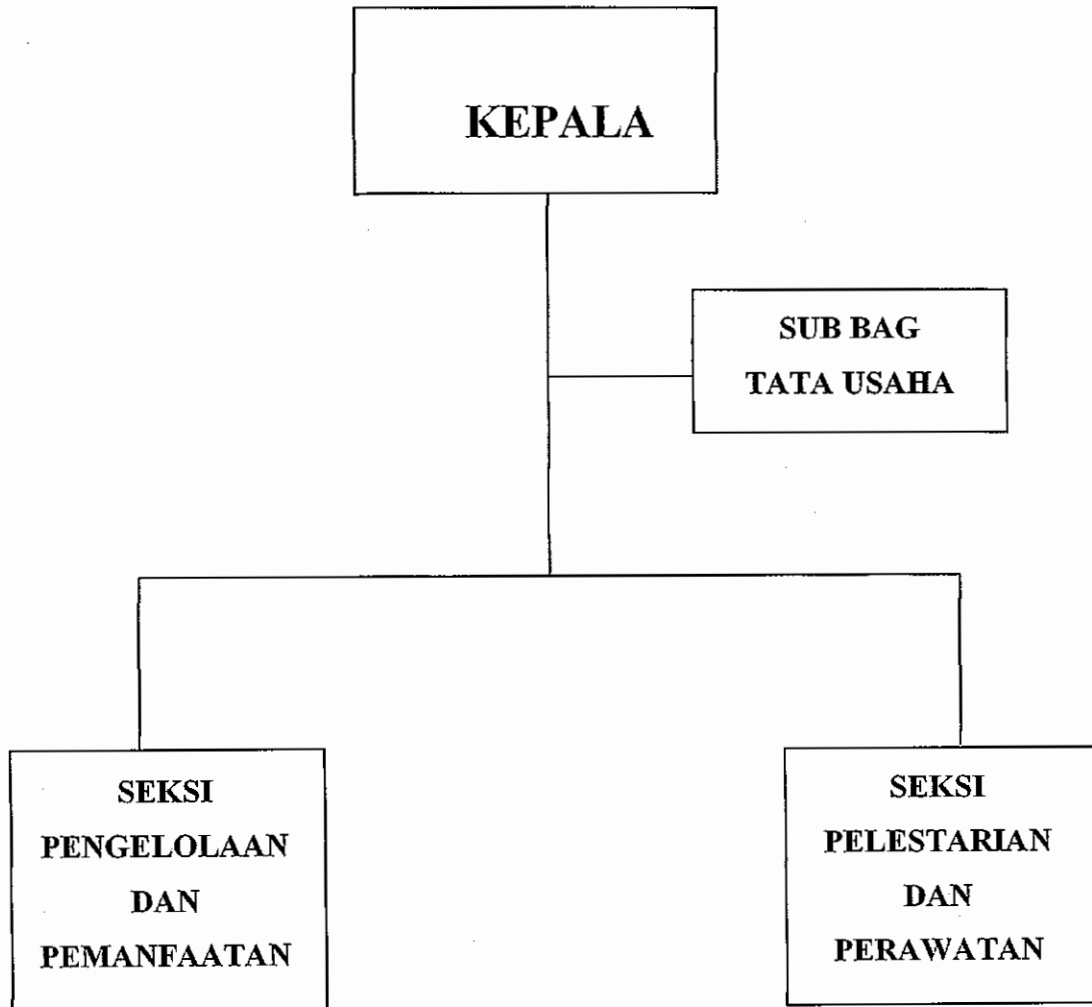 KEPALA
SUB BAG
TATA USAHA
SEKSI
PENGELOLAAN
DAN
PEMANFAATAN
SEKSI
PELESTARIAN
DAN
PERAWATAN